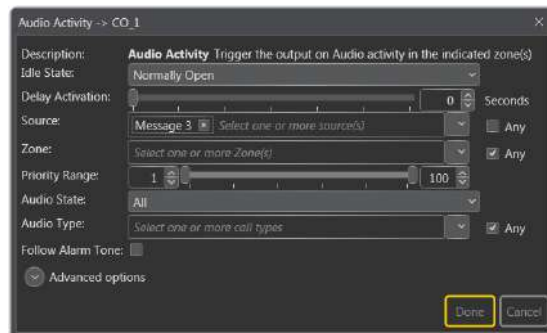 Audio Activity -> CO_1
Description: Audio Activity Trigger the output on Audio activity in the indicated zone(s)
Idle State: Normally Open
Delay Activation: 0 Seconds
Source: Message 3 Select one or more source(s) Any
Zone: Select one or more Zone(s) Any
Priority Range: 1 100
Audio State: All
Audio Type: Select one or more call types Any
Follow Alarm Tone:
Advanced options
Done Cancel